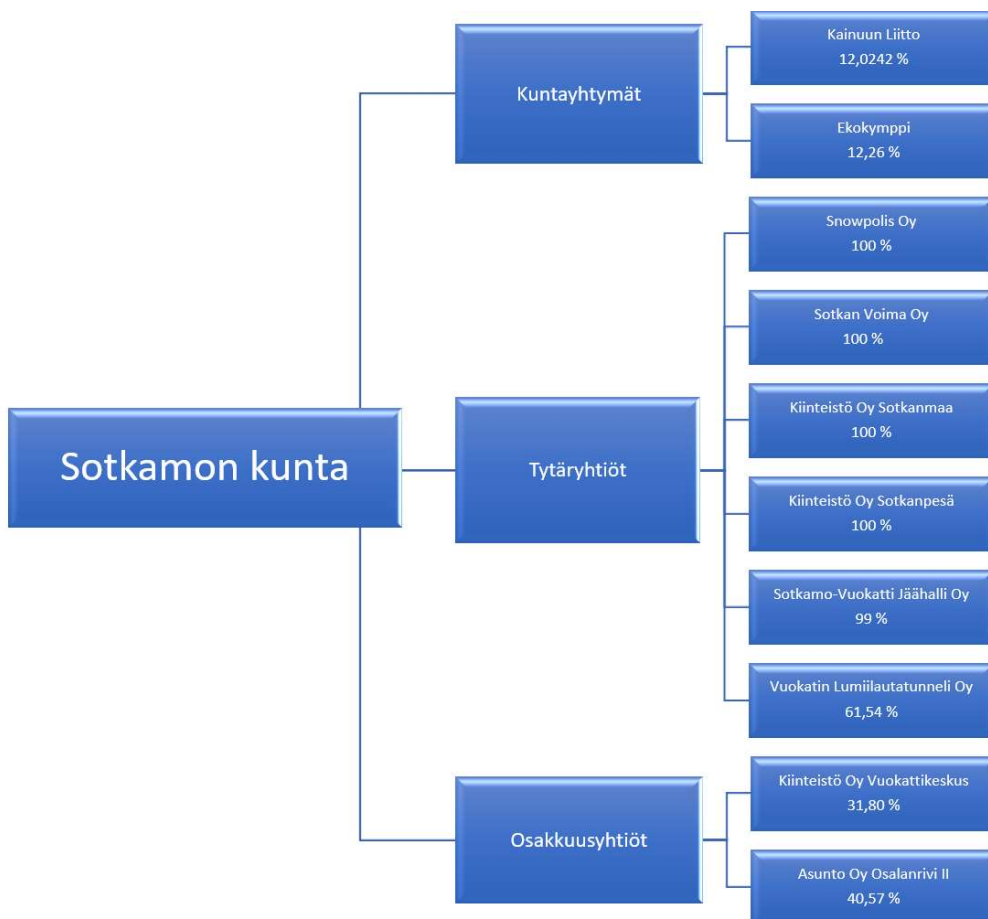 Sotkamon kunta
Kuntayhtymät
Kainuun Liitto
12,0242 %
Ekokymppi
12,26 %
Tytäryhtiöt
Snowpolis Oy
100 %
Sotkan Voima Oy
100 %
Kiinteistö Oy Sotkanmaa
100 %
Kiinteistö Oy Sotkanpesä
100 %
Sotkamo-Vuokatti Jäähalli Oy
99 %
Vuokatin Lumiilautatunneli Oy
61,54 %
Osakkuusyhtiöt
Kiinteistö Oy Vuokattikeskus
31,80 %
Asunto Oy Osalanrivi II
40,57 %